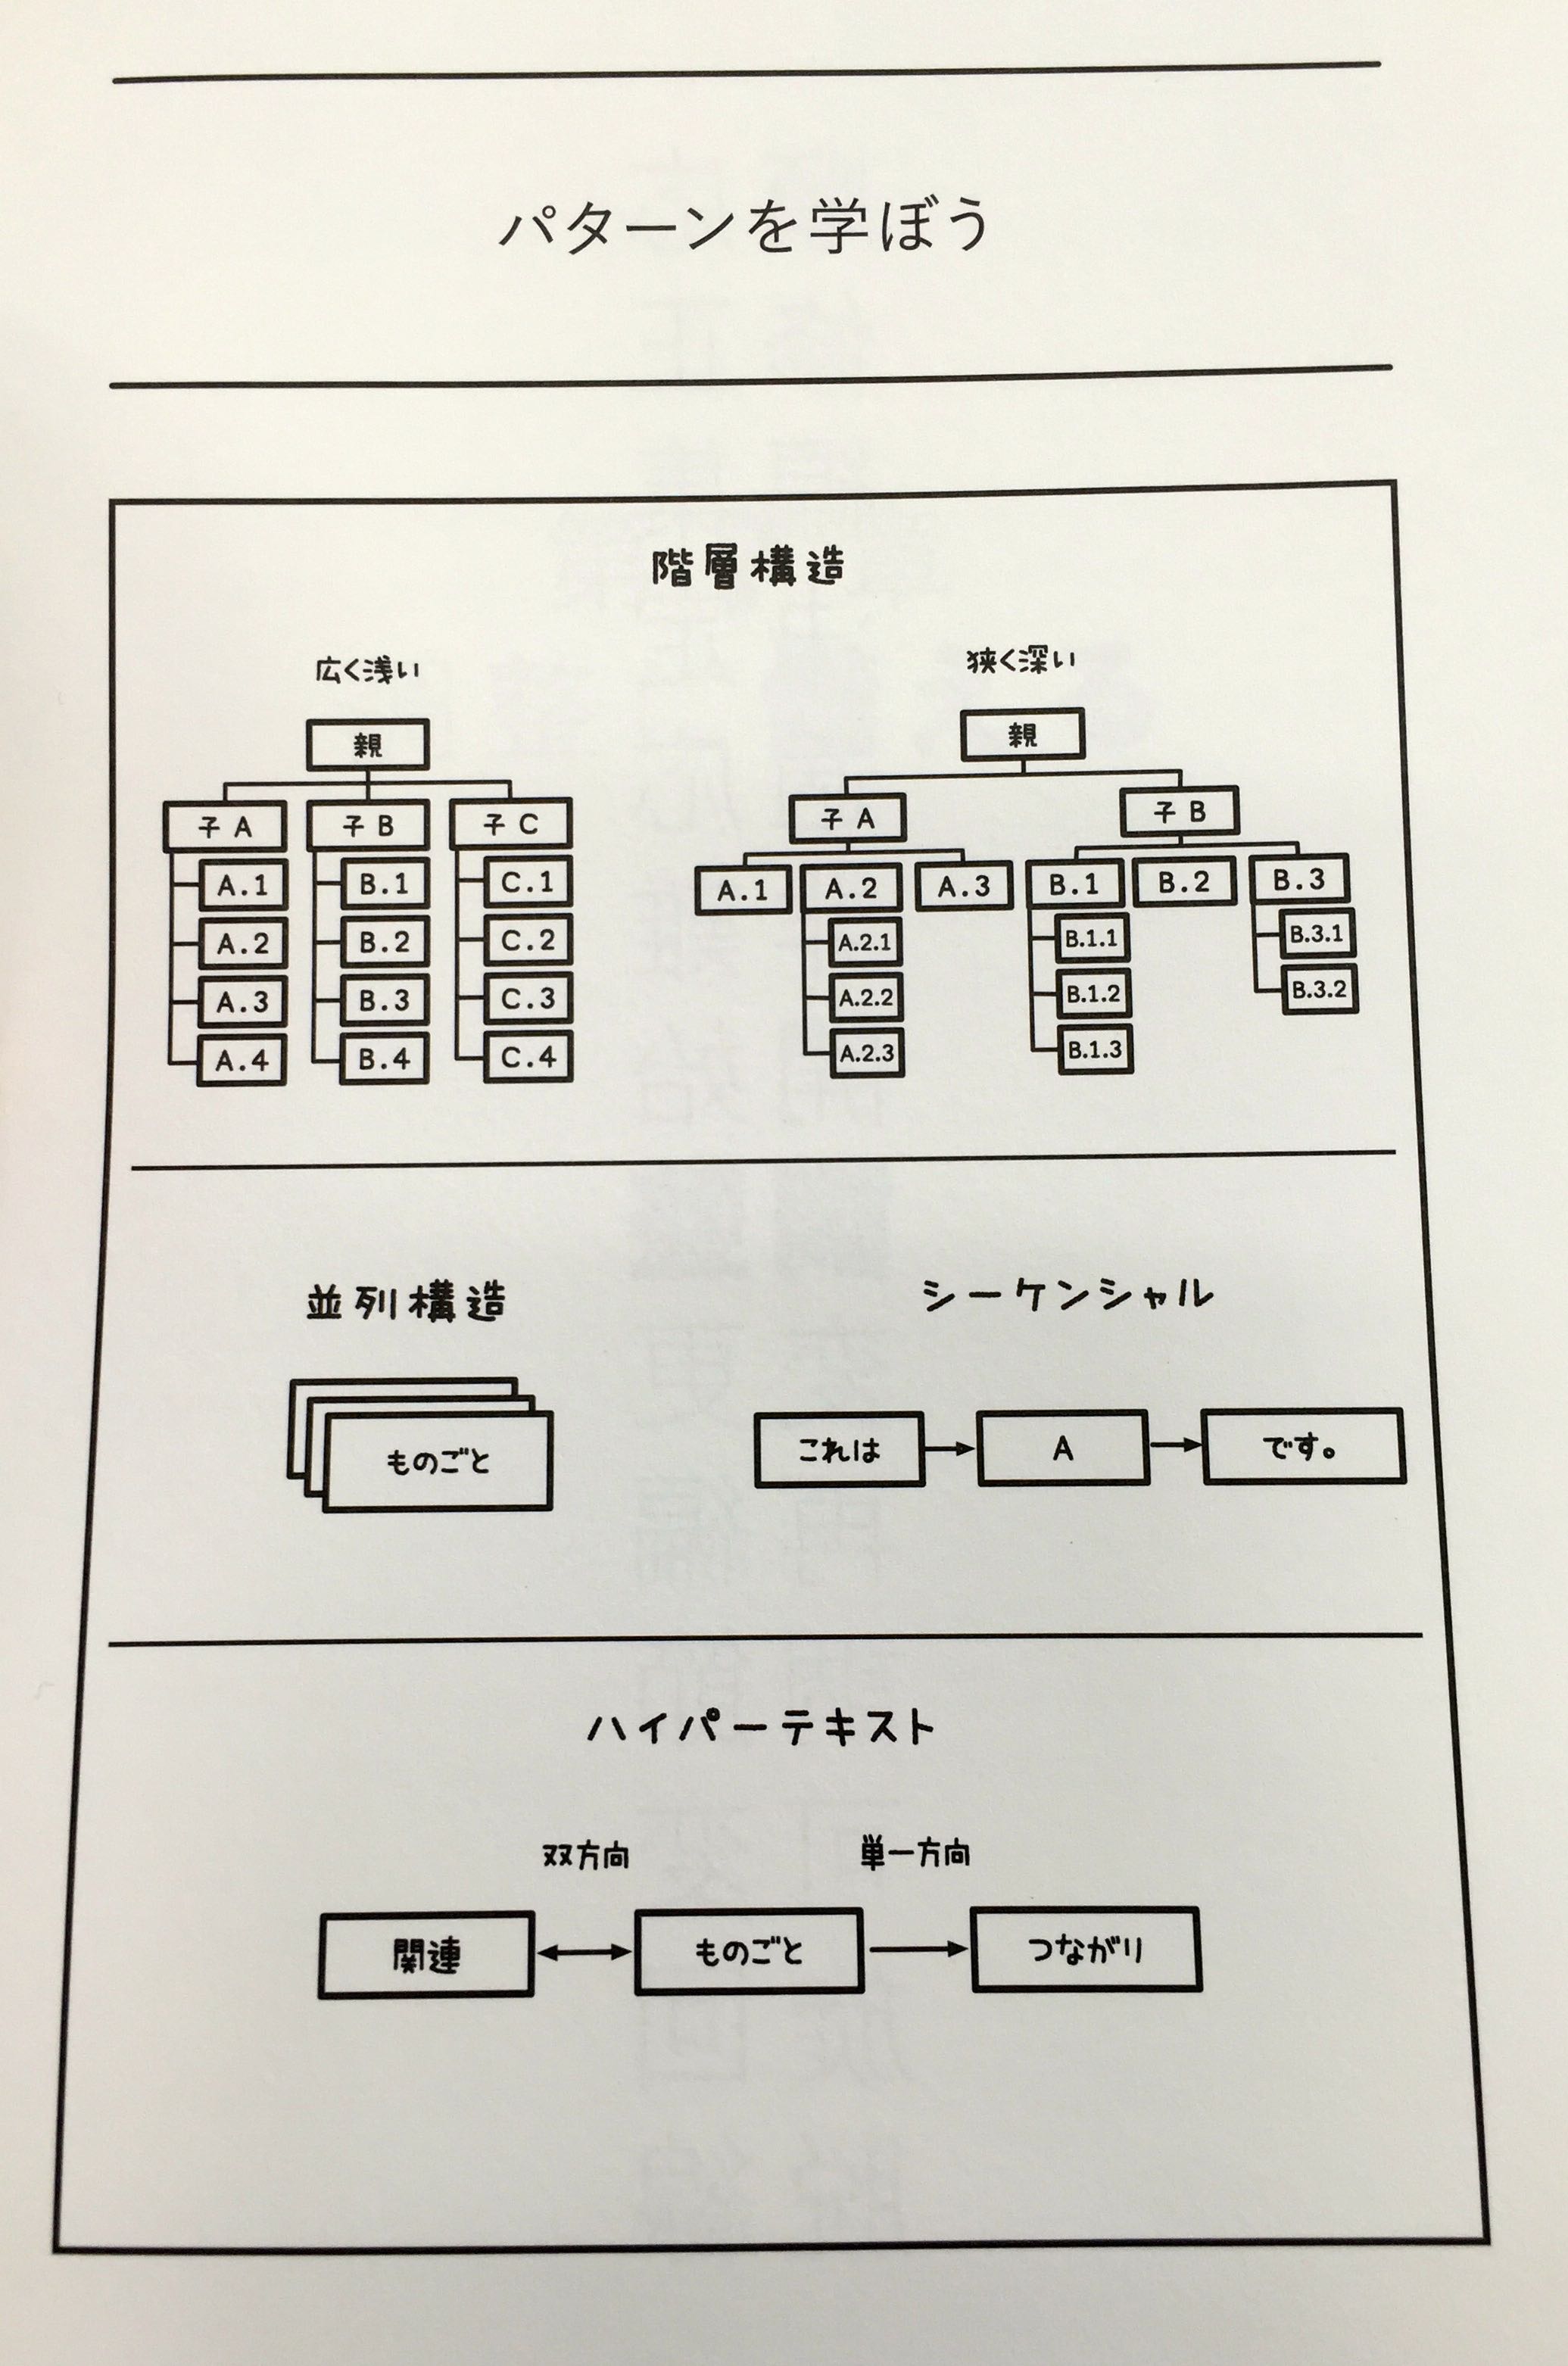 パターンを学ぼう
階層構造
広く浅い
親
子 A 子 B 子 C
A.1 B.1 C.1
A.2 B.2 C.2
A.3 B.3 C.3
A.4 B.4 C.4
狭く深い
親
子 A 子 B
A.1 A.2 A.3 B.1 B.2 B.3
A.2.1 B.1.1 B.3.1
A.2.2 B.1.2 B.3.2
A.2.3 B.1.3
並列構造
ものごと
シーケンシャル
これは A です。
ハイパーテキスト
双方向 単一方向
関連 ものごと つながり